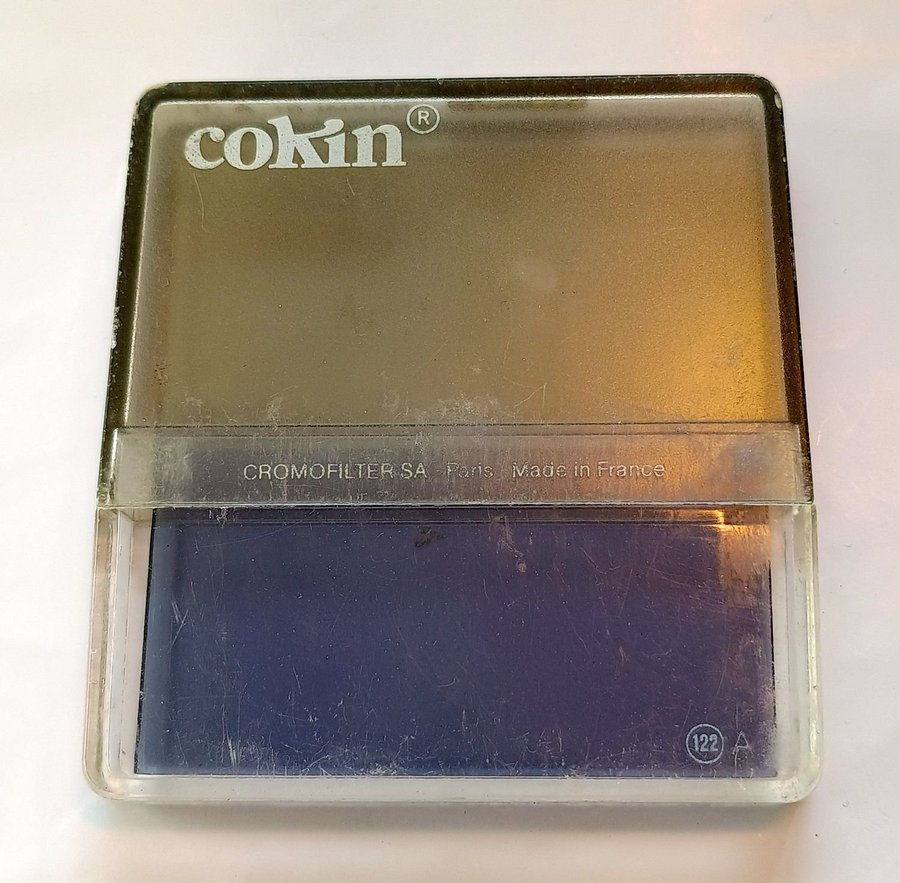 cokin®
CROMOFILTER SA Paris Made in France
122 A